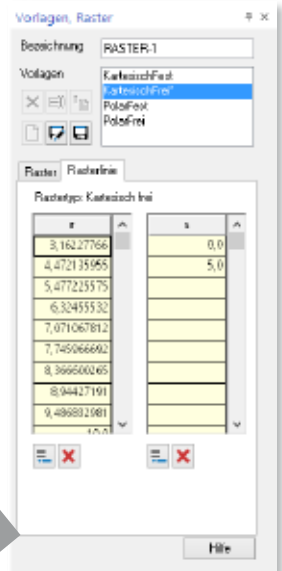 Vorlagen, Raster
Bezeichnung RASTER-1
Vorlagen
KartesischFest
KartesischFrei*
PolarFest
PolarFrei
Raster Rasterlinie
Rastertyp: Kartesisch frei
r s
3,16227766 0,0
4,472135955 5,0
5,477225575
6,32455532
7,071067812
7,745966692
8,366600265
8,94427191
9,486832981
10,0
Hilfe